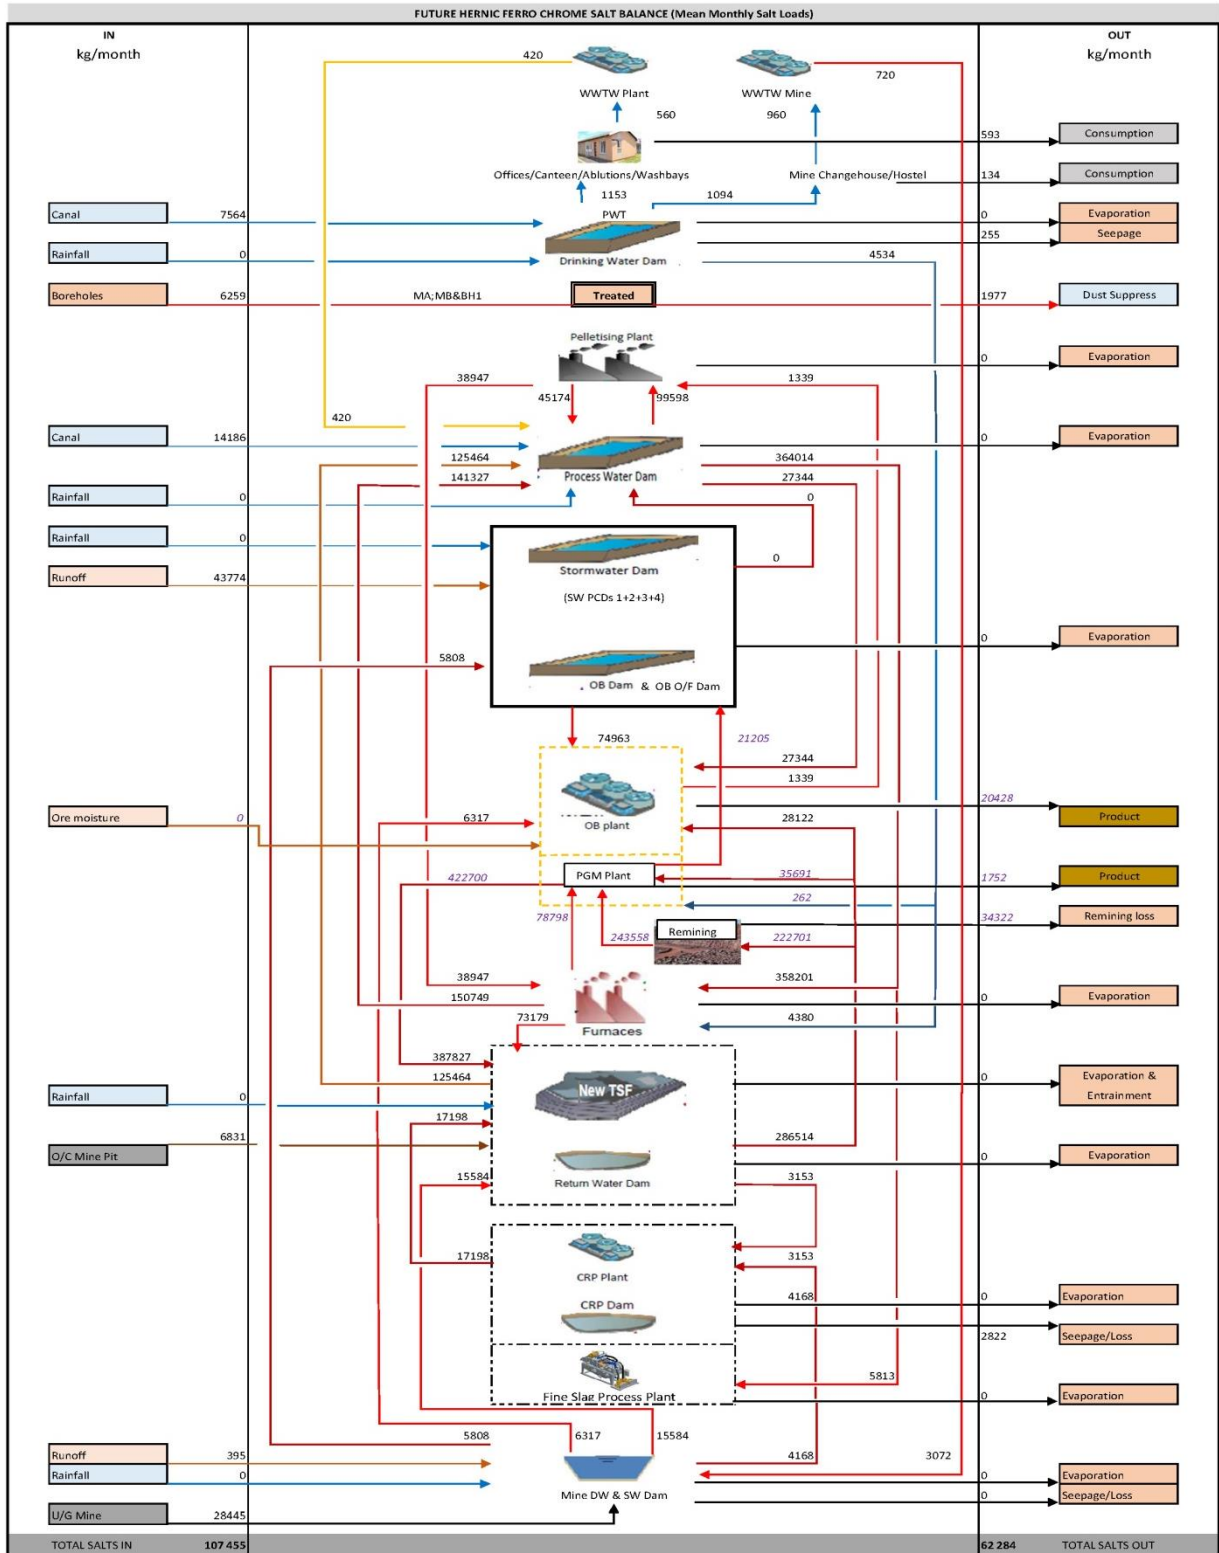 FUTURE HERNIC FERRO CHROME SALT BALANCE (Mean Monthly Salt Loads)
IN
OUT
kg/month
kg/month
420
720
WWTW Plant
WWTW Mine
560
960
593
Consumption
Offices/Canteen/Ablutions/Washbays
Mine Changehouse/Hostel
134
Consumption
1153
1094
Canal
7564
PWT
0
Evaporation
255
Seepage
Rainfall
0
Drinking Water Dam
4534
Boreholes
6259
MA;MB&BH1
Treated
1977
Dust Suppress
Pelletising Plant
0
Evaporation
38947
1339
45174
99598
420
Canal
14186
0
Evaporation
125464
364014
141327
Process Water Dam
27344
Rainfall
0
0
Rainfall
0
Stormwater Dam
0
Runoff
43774
(SW PCDs 1+2+3+4)
0
Evaporation
5808
OB Dam & OB O/F Dam
74963
21205
27344
1339
20428
Product
Ore moisture
0
6317
OB plant
28122
422700
PGM Plant
35691
1752
Product
262
78798
34322
Remining loss
Remining
243558
222701
38947
358201
150749
0
Evaporation
73179
Furnaces
4380
387827
125464
0
Evaporation &
Entrainment
New TSF
Rainfall
0
17198
6831
286514
O/C Mine Pit
0
Evaporation
15584
Return Water Dam
3153
17198
3153
CRP Plant
4168
0
Evaporation
CRP Dam
2822
Seepage/Loss
5813
Fine Slag Process Plant
0
Evaporation
5808
6317
15584
Runoff
395
4168
3072
Rainfall
0
0
Evaporation
Mine DW & SW Dam
0
Seepage/Loss
U/G Mine
28445
TOTAL SALTS IN
107 455
62 284
TOTAL SALTS OUT